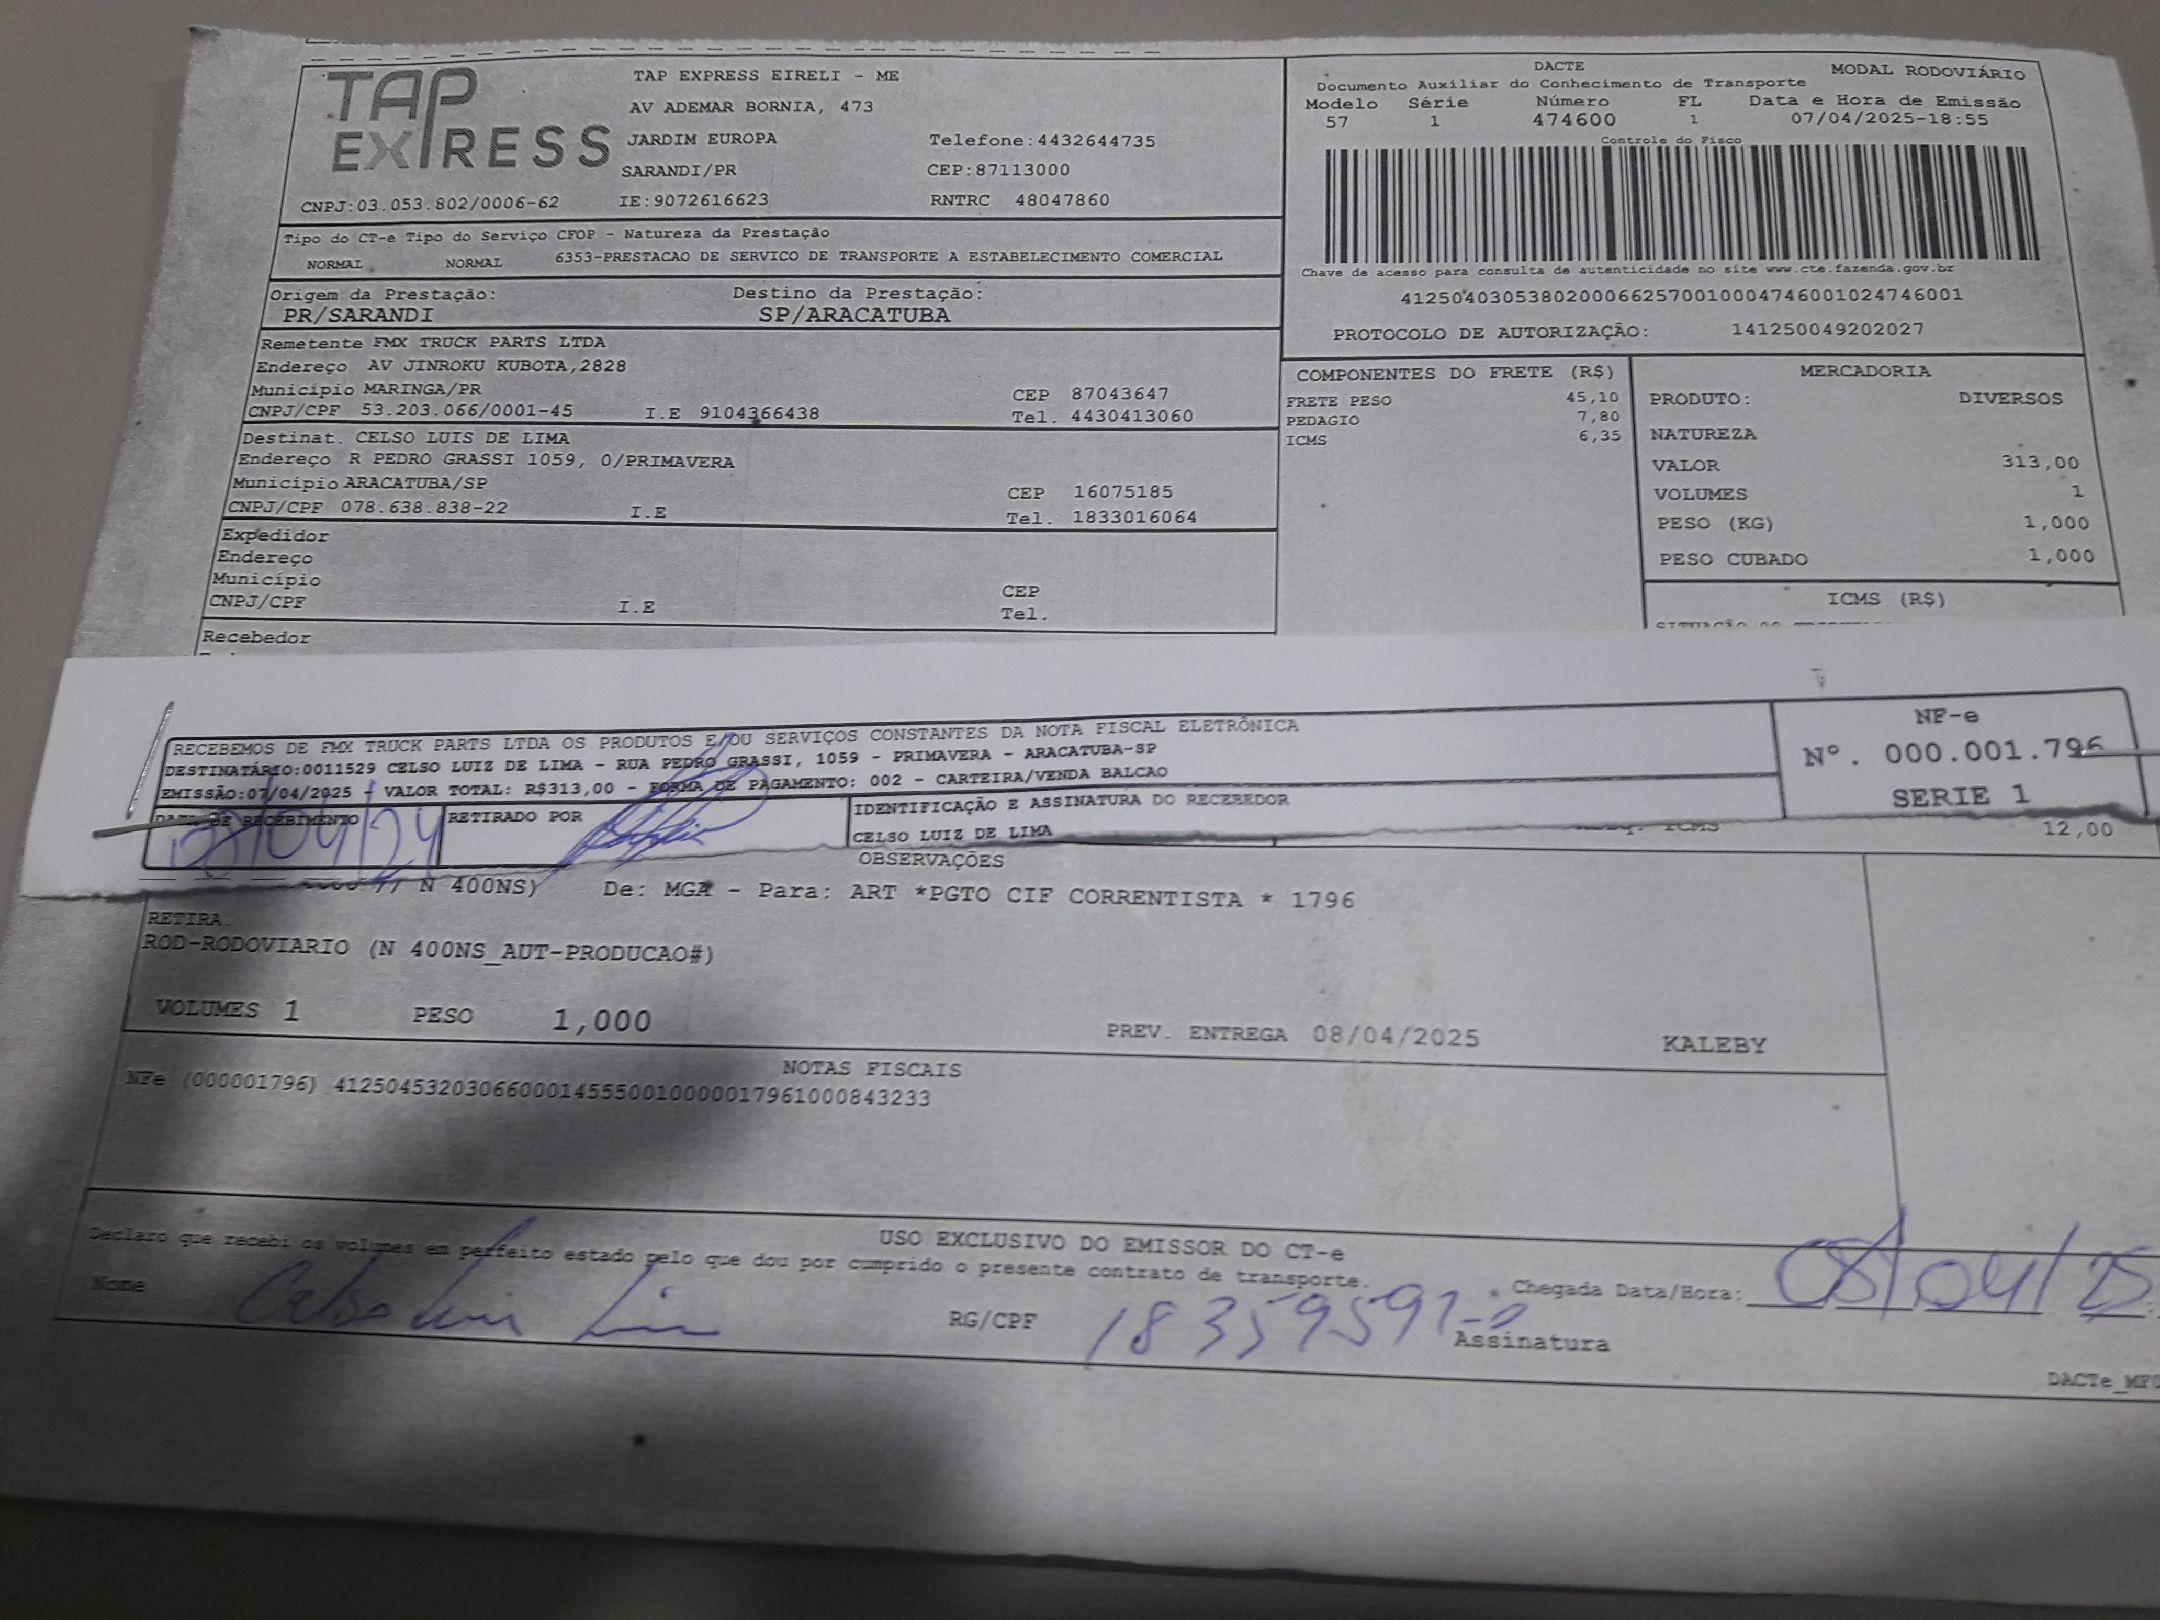 TAP EXPRESS
TAP EXPRESS EIRELI - ME
AV ADEMAR BORNIA, 473
JARDIM EUROPA Telefone:4432644735
SARANDI/PR CEP:87113000
CNPJ:03.053.802/0006-62 IE:9072616623 RNTRC 48047860
DACTE MODAL RODOVIÁRIO
Documento Auxiliar do Conhecimento de Transporte
Modelo Série Número FL Data e Hora de Emissão
57 1 474600 1 07/04/2025-18:55
Controle do Fisco
Chave de acesso para consulta de autenticidade no site www.cte.fazenda.gov.br
41250403053802000662570010004746001024746001
PROTOCOLO DE AUTORIZAÇÃO: 141250049202027
Tipo do CT-e Tipo do Serviço CFOP - Natureza da Prestação
NORMAL NORMAL 6353-PRESTACAO DE SERVICO DE TRANSPORTE A ESTABELECIMENTO COMERCIAL
Origem da Prestação: Destino da Prestação:
PR/SARANDI SP/ARACATUBA
Remetente FMX TRUCK PARTS LTDA
Endereço AV JINROKU KUBOTA,2828
Município MARINGA/PR CEP 87043647
CNPJ/CPF 53.203.066/0001-45 I.E 9104366438 Tel. 4430413060
Destinat. CELSO LUIS DE LIMA
Endereço R PEDRO GRASSI 1059, 0/PRIMAVERA
Município ARACATUBA/SP CEP 16075185
CNPJ/CPF 078.638.838-22 I.E Tel. 1833016064
Expedidor
Endereço
Município CEP
CNPJ/CPF I.E Tel.
Recebedor
COMPONENTES DO FRETE (R$)
FRETE PESO 45,10
PEDAGIO 7,80
ICMS 6,35
MERCADORIA
PRODUTO: DIVERSOS
NATUREZA
VALOR 313,00
VOLUMES 1
PESO (KG) 1,000
PESO CUBADO 1,000
ICMS (R$)
RECEBEMOS DE FMX TRUCK PARTS LTDA OS PRODUTOS E/OU SERVIÇOS CONSTANTES DA NOTA FISCAL ELETRÔNICA
DESTINATÁRIO:0011529 CELSO LUIZ DE LIMA - RUA PEDRO GRASSI, 1059 - PRIMAVERA - ARACATUBA-SP
EMISSÃO:07/04/2025 - VALOR TOTAL: R$313,00 - FORMA DE PAGAMENTO: 002 - CARTEIRA/VENDA BALCAO
NF-e
Nº. 000.001.796
SERIE 1
DATA DE RECEBIMENTO RETIRADO POR IDENTIFICAÇÃO E ASSINATURA DO RECEBEDOR
08/04/24 CELSO LUIZ DE LIMA
ICMS 12,00
OBSERVAÇÕES
N 400NS) De: MGA - Para: ART *PGTO CIF CORRENTISTA * 1796
RETIRA.
ROD-RODOVIARIO (N 400NS_AUT-PRODUCAO#)
VOLUMES 1 PESO 1,000 PREV. ENTREGA 08/04/2025 KALEBY
NOTAS FISCAIS
NFe (000001796) 41250453203066000145550010000017961000843233
USO EXCLUSIVO DO EMISSOR DO CT-e
Declaro que recebi os volumes em perfeito estado pelo que dou por cumprido o presente contrato de transporte.
Nome Celso Luis Lima RG/CPF 18359591-0 Chegada Data/Hora: 08/04/25
Assinatura